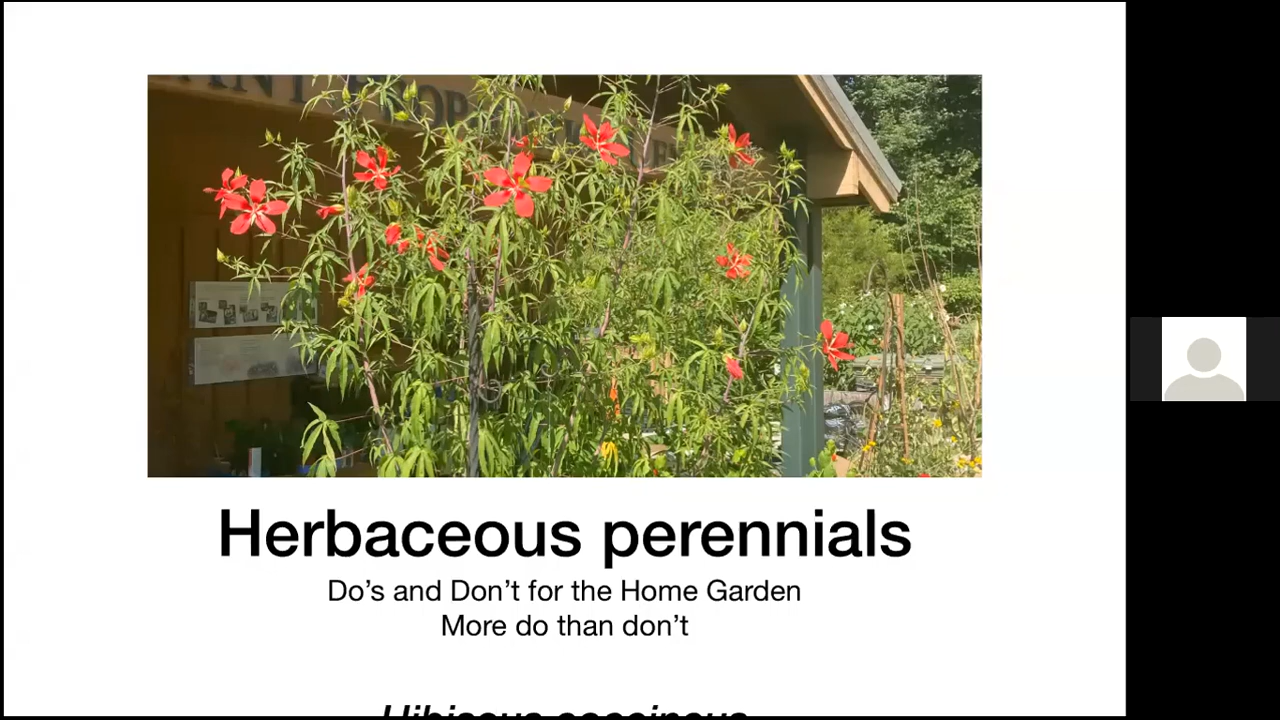 Herbaceous perennials
Do’s and Don’t for the Home Garden
More do than don’t
Hibiscus coccineus